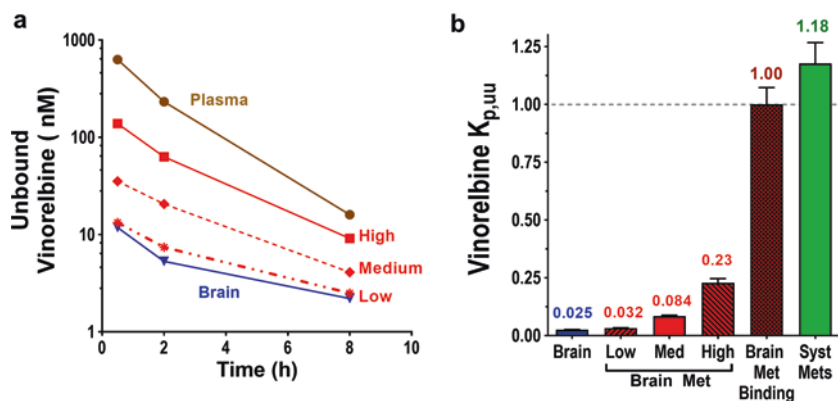 a
Unbound
Vinorelbine ( nM)
1000
100
10
1
Plasma
High
Medium
Low
Brain
0 2 4 6 8 10
Time (h)
b
Vinorelbine Kp,uu
1.25
1.00
0.75
0.50
0.25
0.00
0.025
0.032
0.084
0.23
1.00
1.18
Brain Low Med High Brain Syst
Met Mets
Binding
Brain Met